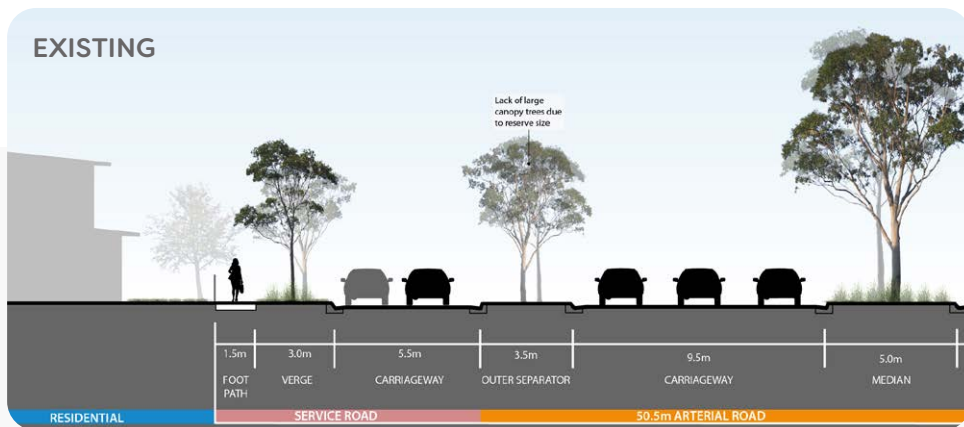 EXISTING
Lack of large
canopy trees due
to reserve size
1.5m
3.0m
5.5m
3.5m
9.5m
5.0m
FOOT
PATH
VERGE
CARRIAGEWAY
OUTER SEPARATOR
CARRIAGEWAY
MEDIAN
RESIDENTIAL
SERVICE ROAD
50.5m ARTERIAL ROAD